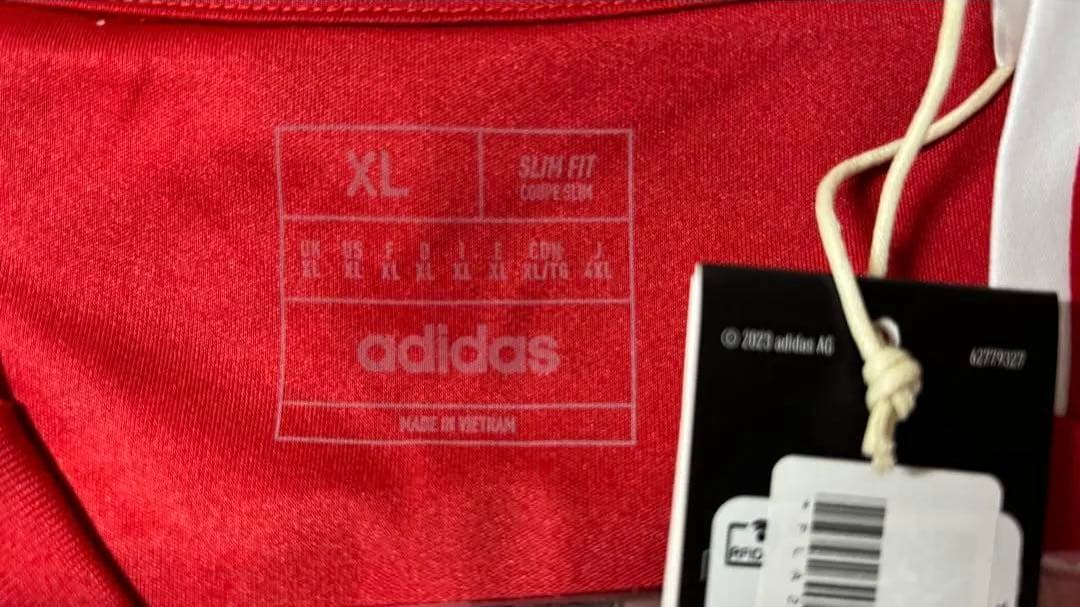 XL
SLIM FIT
COUPE SLIM
UK US F D I E CDN J
XL XL XL XL XL XL XL/TG 4XL
adidas
MADE IN VIETNAM
© 2023 adidas AG
62779327
RFID